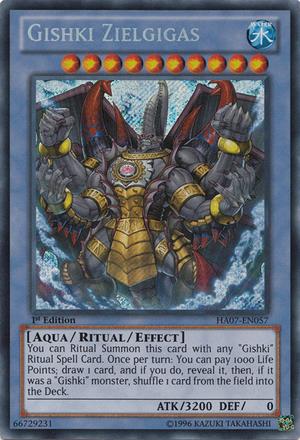 GISHKI ZIELGIGAS
WATER
水
1st Edition
HA07-EN057
[AQUA / RITUAL / EFFECT]
You can Ritual Summon this card with any "Gishki"
Ritual Spell Card. Once per turn: You can pay 1000 Life
Points; draw 1 card, and if you do, reveal it, then, if it
was a "Gishki" monster, shuffle 1 card from the field into
the Deck.
ATK/3200 DEF/ 0
66729231
©1996 KAZUKI TAKAHASHI